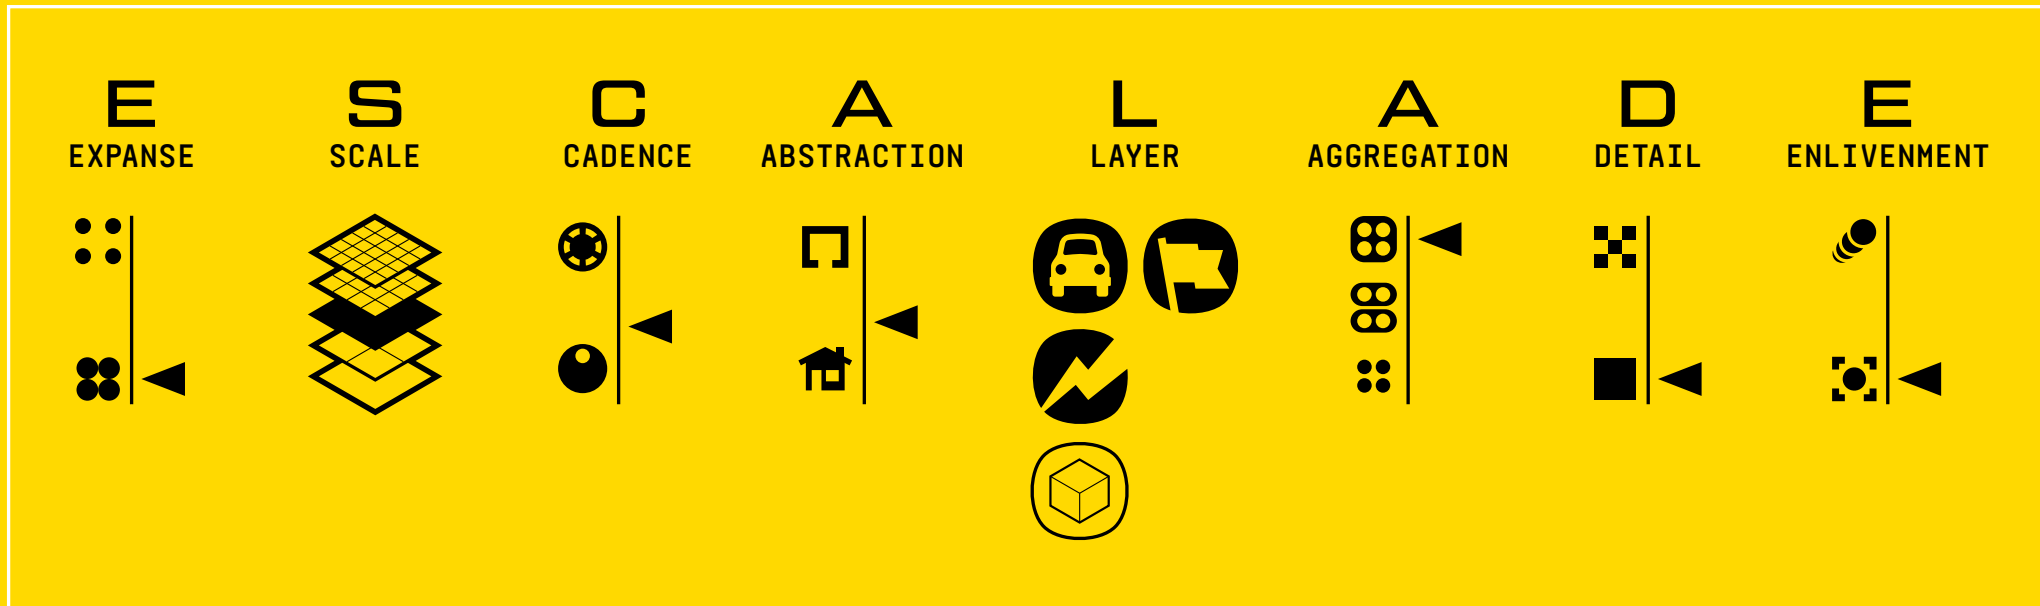 E S C A L A D E
EXPANSE SCALE CADENCE ABSTRACTION LAYER AGGREGATION DETAIL ENLIVENMENT